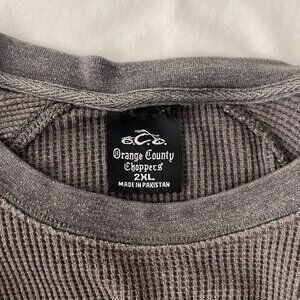 Orange County
Choppers
2XL
MADE IN PAKISTAN